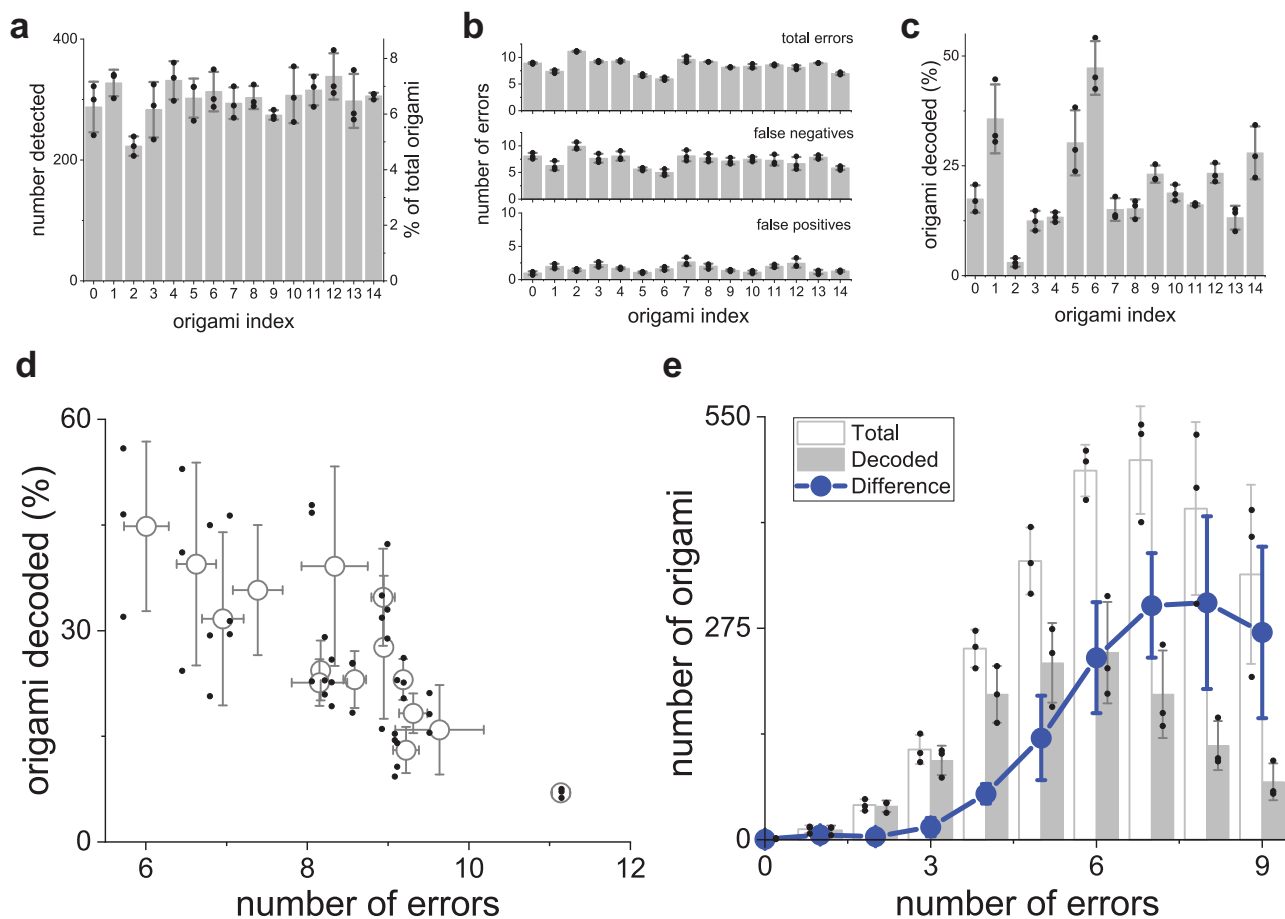 a
400
200
0
number detected
8
6
4
2
0
% of total origami
0 1 2 3 4 5 6 7 8 9 10 11 12 13 14
origami index
b
total errors
10
5
0
false negatives
10
5
0
false positives
10
5
0
number of errors
0 1 2 3 4 5 6 7 8 9 10 11 12 13 14
origami index
c
50
25
0
origami decoded (%)
0 1 2 3 4 5 6 7 8 9 10 11 12 13 14
origami index
d
60
30
0
origami decoded (%)
6 8 10 12
number of errors
e
550
275
0
number of origami
Total
Decoded
Difference
0 3 6 9
number of errors